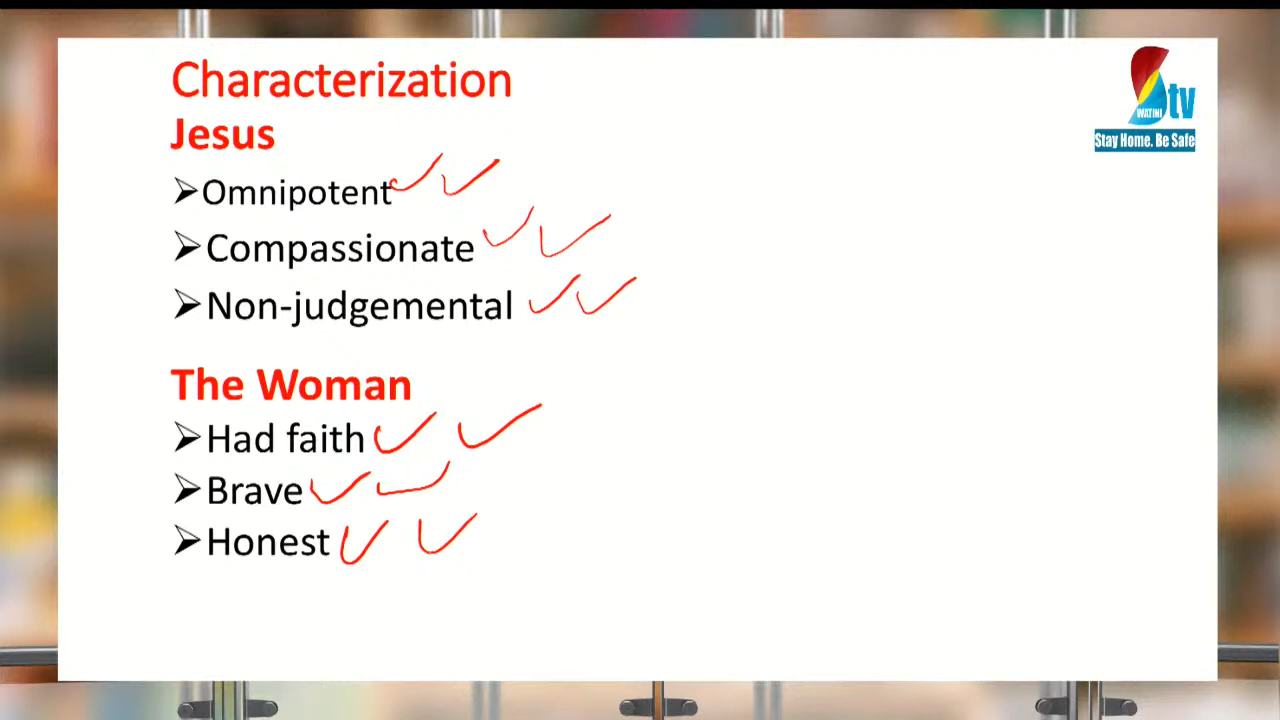 Characterization
Jesus
Omnipotent
Compassionate
Non-judgemental
The Woman
Had faith
Brave
Honest
tv
Stay Home. Be Safe